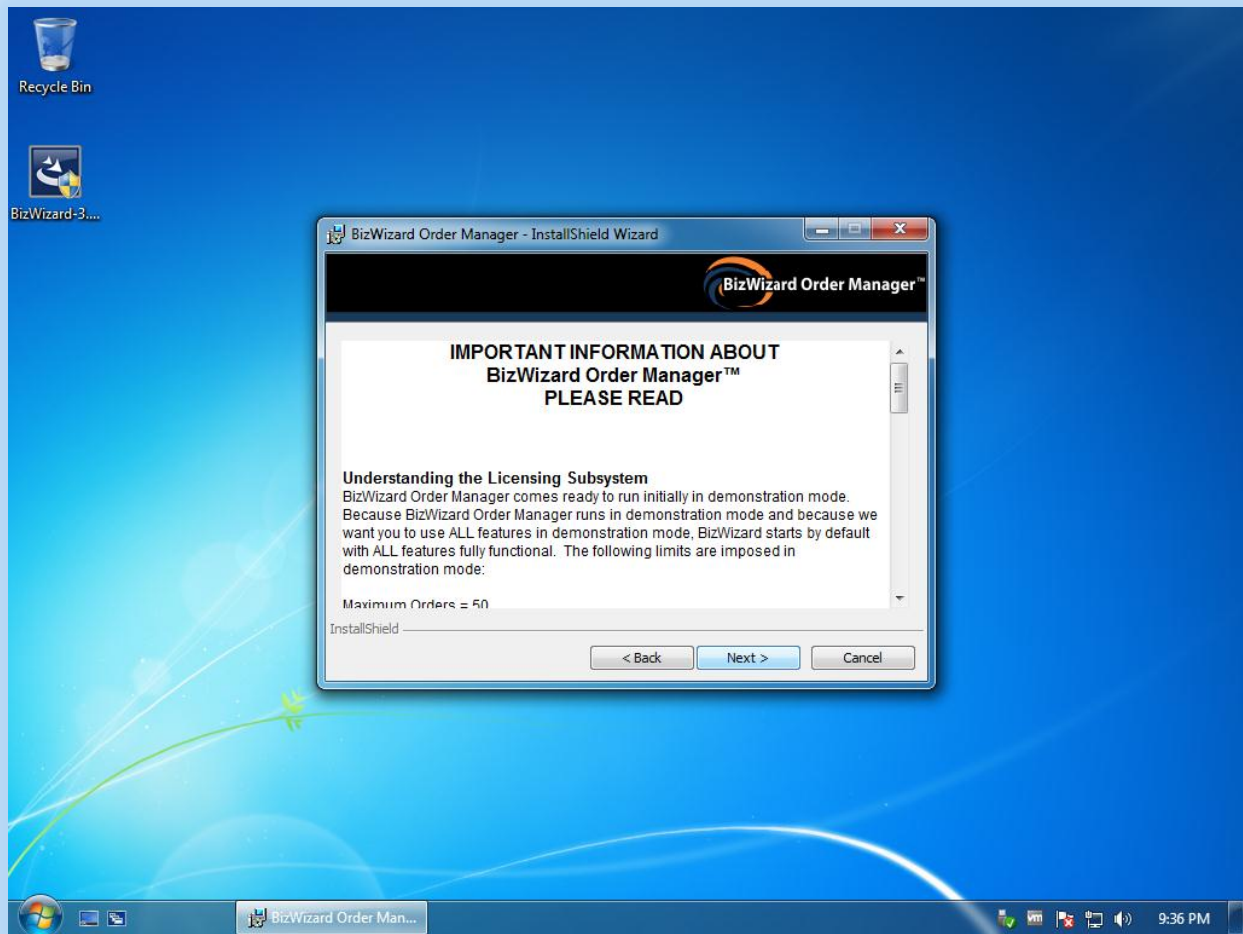 Recycle Bin
BizWizard-3....
BizWizard Order Manager - InstallShield Wizard
BizWizard Order Manager™
IMPORTANT INFORMATION ABOUT
BizWizard Order Manager™
PLEASE READ
Understanding the Licensing Subsystem
BizWizard Order Manager comes ready to run initially in demonstration mode.
Because BizWizard Order Manager runs in demonstration mode and because we
want you to use ALL features in demonstration mode, BizWizard starts by default
with ALL features fully functional.  The following limits are imposed in
demonstration mode:
Maximum Orders = 50
InstallShield
< Back
Next >
Cancel
BizWizard Order Man...
vm
9:36 PM